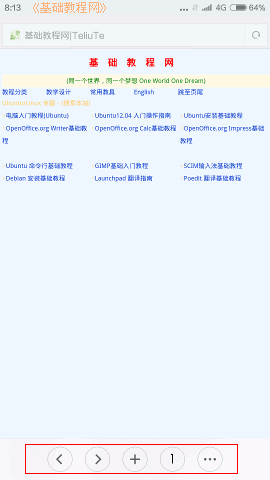 8:13 《基础教程网》 ... 4G 64%
基础教程网|TeliuTe
基 础 教 程 网
(同一个世界，同一个梦想 One World One Dream)
教程分类 教学设计 常用教具 English 跳至页尾
Ubuntu/Linux 专题 - [搜索本站]
·电脑入门教程(Ubuntu) ·Ubuntu12.04 入门操作指南 ·Ubuntu安装基础教程
·OpenOffice.org Writer基础教程 ·OpenOffice.org Calc基础教程 ·OpenOffice.org Impress基础教程
·Ubuntu 命令行基础教程 ·GIMP基础入门教程 ·SCIM输入法基础教程
·Debian 安装基础教程 ·Launchpad 翻译指南 ·Poedit 翻译基础教程
1